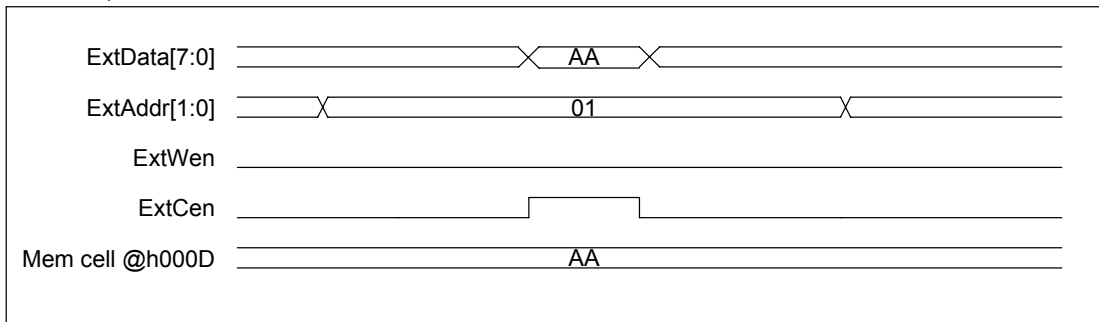 ExtData[7:0] AA
ExtAddr[1:0] 01
ExtWen
ExtCen
Mem cell @h000D AA